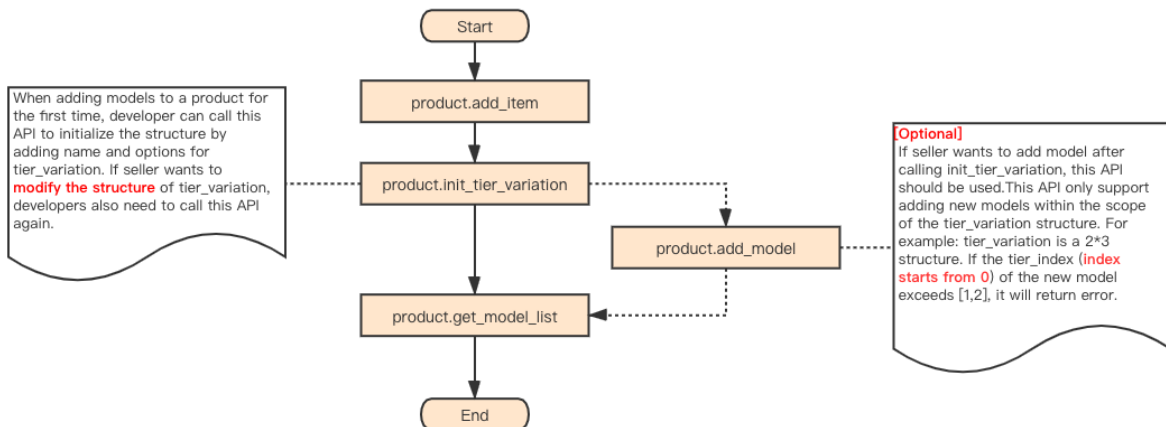 Start
product.add_item
When adding models to a product for
the first time, developer can call this
API to initialize the structure by
adding name and options for
tier_variation. If seller wants to
modify the structure of tier_variation,
developers also need to call this API
again.
product.init_tier_variation
[Optional]
If seller wants to add model after
calling init_tier_variation, this API
should be used.This API only support
adding new models within the scope
of the tier_variation structure. For
example: tier_variation is a 2*3
structure. If the tier_index (index
starts from 0) of the new model
exceeds [1,2], it will return error.
product.add_model
product.get_model_list
End